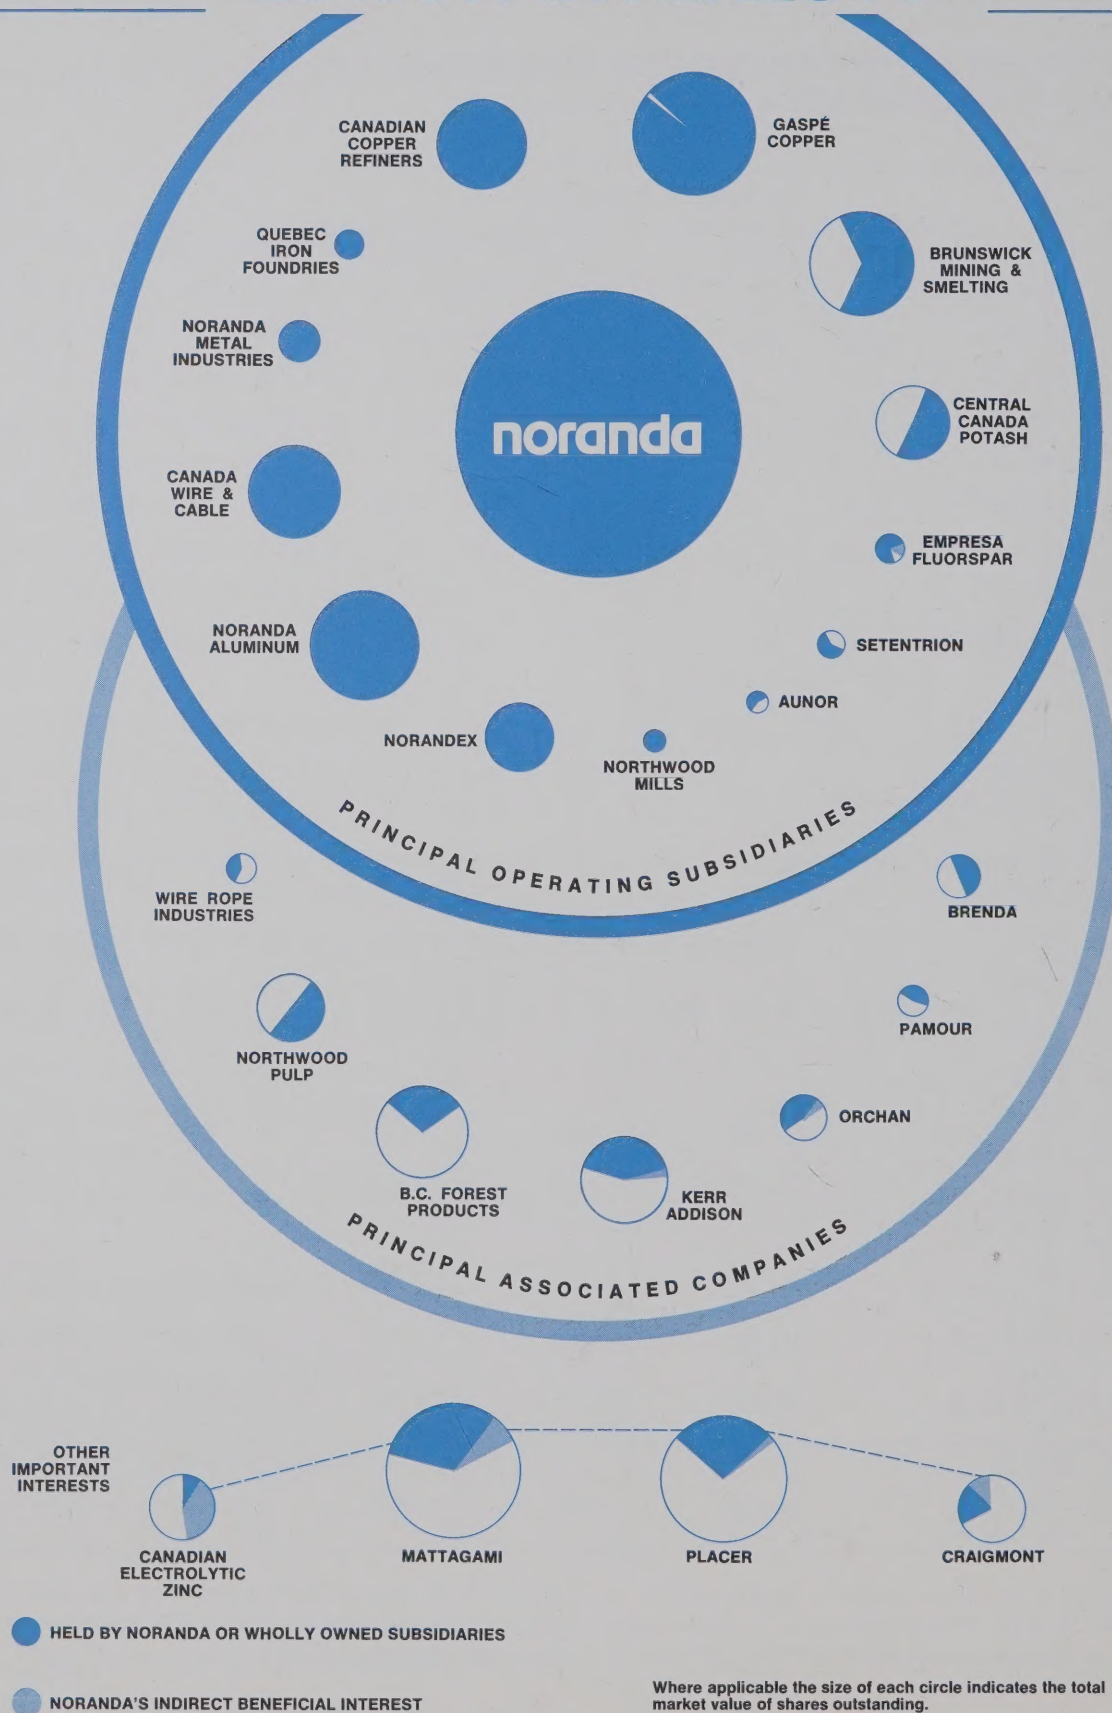 CANADIAN
COPPER
REFINERS
GASPÉ
COPPER
QUEBEC
IRON
FOUNDRIES
BRUNSWICK
MINING &
SMELTING
NORANDA
METAL
INDUSTRIES
noranda
CENTRAL
CANADA
POTASH
CANADA
WIRE &
CABLE
EMPRESA
FLUORSPAR
NORANDA
ALUMINUM
SETENTRION
AUNOR
NORANDEX
NORTHWOOD
MILLS
PRINCIPAL OPERATING SUBSIDIARIES
WIRE ROPE
INDUSTRIES
BRENDA
NORTHWOOD
PULP
PAMOUR
ORCHAN
B.C. FOREST
PRODUCTS
KERR
ADDISON
PRINCIPAL ASSOCIATED COMPANIES
OTHER
IMPORTANT
INTERESTS
CANADIAN
ELECTROLYTIC
ZINC
MATTAGAMI
PLACER
CRAIGMONT
HELD BY NORANDA OR WHOLLY OWNED SUBSIDIARIES
NORANDA'S INDIRECT BENEFICIAL INTEREST
Where applicable the size of each circle indicates the total
market value of shares outstanding.